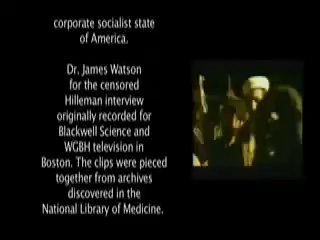 corporate socialist state
of America.
Dr. James Watson
for the censored
Hilleman interview
originally recorded for
Blackwell Science and
WGBH television in
Boston. The clips were pieced
together from archives
discovered in the
National Library of Medicine.